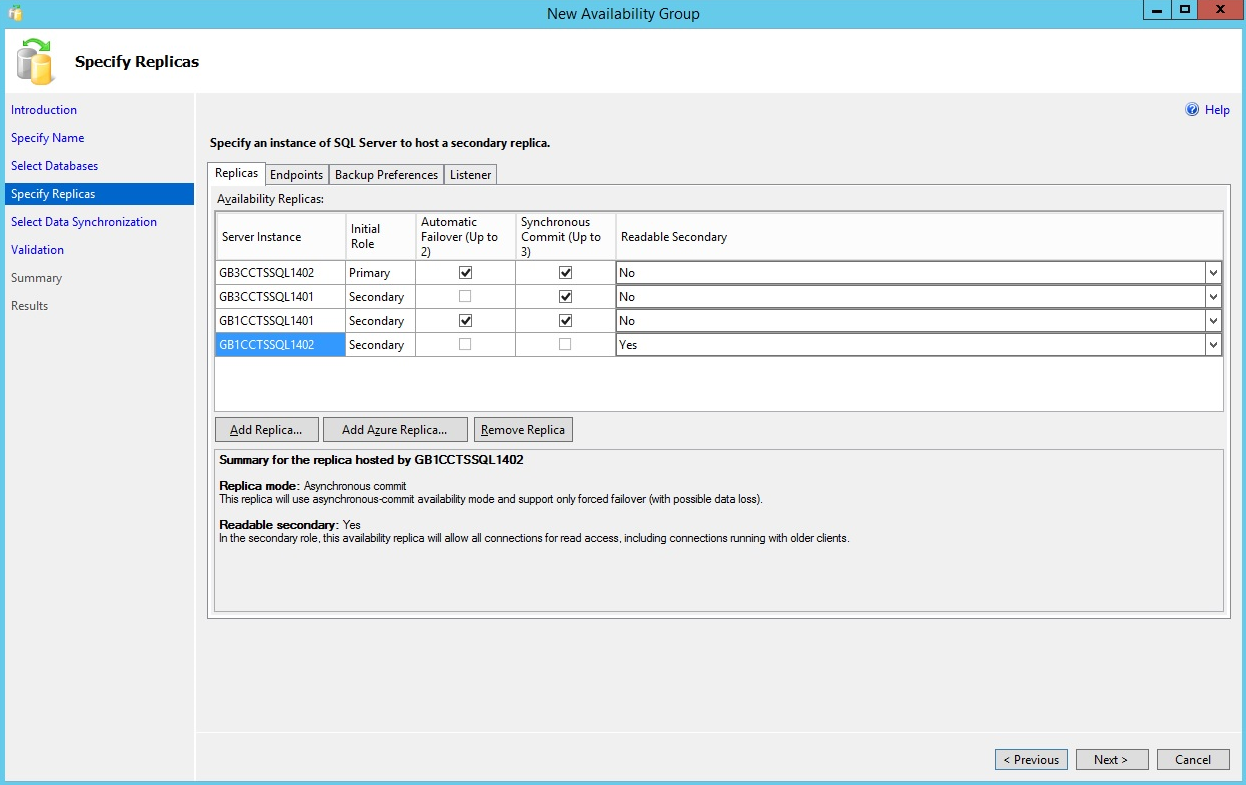 New Availability Group
Specify Replicas
Introduction
Specify Name
Select Databases
Specify Replicas
Select Data Synchronization
Validation
Summary
Results
Help
Specify an instance of SQL Server to host a secondary replica.
Replicas Endpoints Backup Preferences Listener
Availability Replicas:
Server Instance Initial Role Automatic Failover (Up to 2) Synchronous Commit (Up to 3) Readable Secondary
GB3CCTSSQL1402 Primary No
GB3CCTSSQL1401 Secondary No
GB1CCTSSQL1401 Secondary No
GB1CCTSSQL1402 Secondary Yes
Add Replica... Add Azure Replica... Remove Replica
Summary for the replica hosted by GB1CCTSSQL1402
Replica mode: Asynchronous commit
This replica will use asynchronous-commit availability mode and support only forced failover (with possible data loss).
Readable secondary: Yes
In the secondary role, this availability replica will allow all connections for read access, including connections running with older clients.
< Previous Next > Cancel